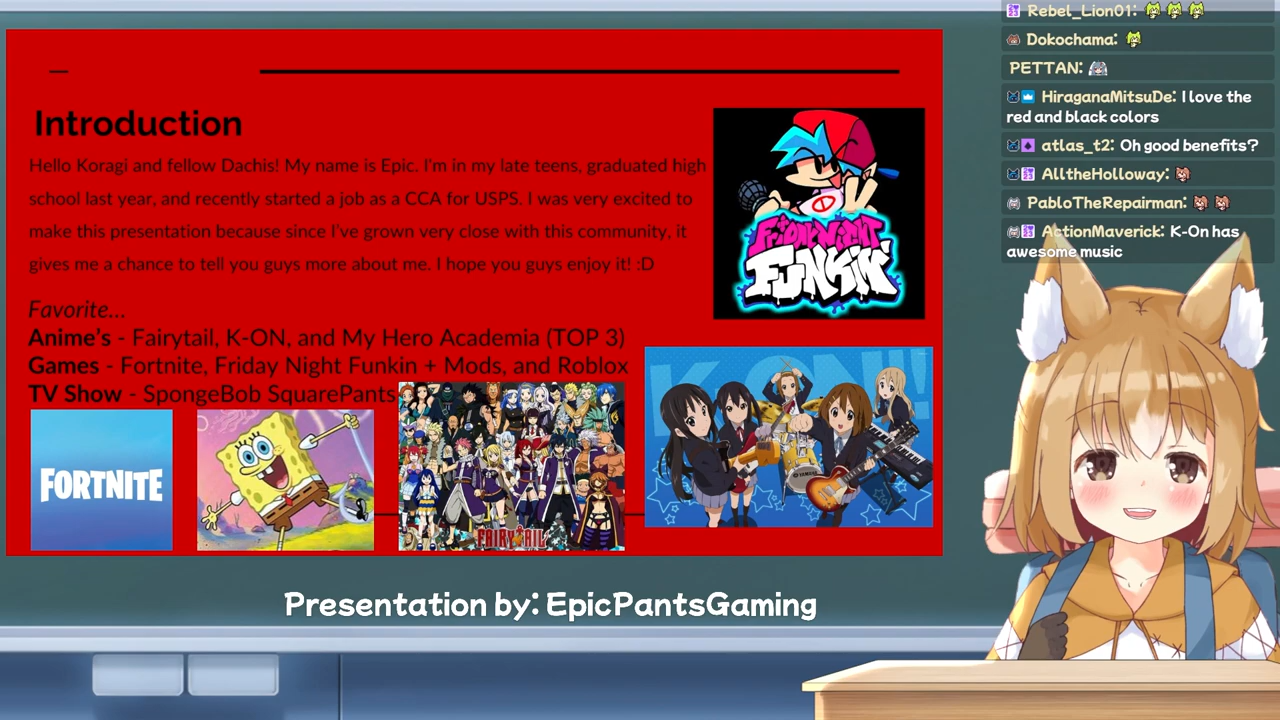 Introduction
Hello Koragi and fellow Dachis! My name is Epic. I'm in my late teens, graduated high
school last year, and recently started a job as a CCA for USPS. I was very excited to
make this presentation because since I've grown very close with this community, it
gives me a chance to tell you guys more about me. I hope you guys enjoy it! :D
Favorite...
Anime's - Fairytail, K-ON, and My Hero Academia (TOP 3)
Games - Fortnite, Friday Night Funkin + Mods, and Roblox
TV Show - SpongeBob SquarePants
FRIDAY NIGHT
FUNKIN'
K-ON!!
FORTNITE
FAIRY TAIL
YAMAHA
Presentation by: EpicPantsGaming
Rebel_Lion01:
Dokochama:
PETTAN:
HiraganaMitsuDe: I love the
red and black colors
atlas_t2: Oh good benefits?
AlltheHolloway:
PabloTheRepairman:
ActionMaverick: K-On has
awesome music